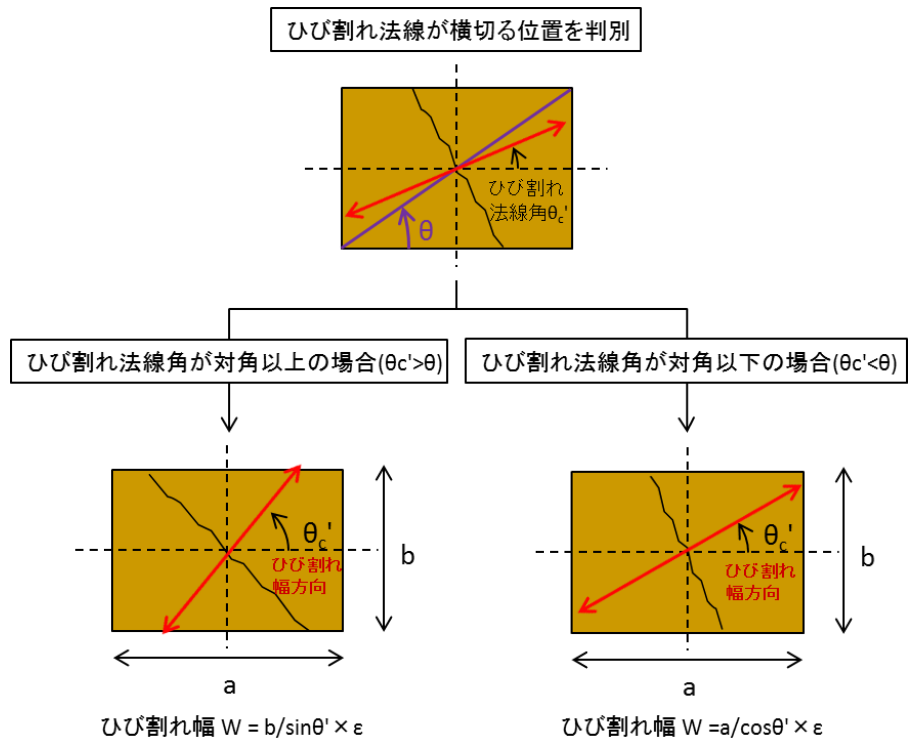 ひび割れ法線が横切る位置を判別
ひび割れ
法線角θc'
θ
ひび割れ法線角が対角以上の場合(θc'>θ)
ひび割れ法線角が対角以下の場合(θc'<θ)
θc'
ひび割れ
幅方向
b
a
θc'
ひび割れ
幅方向
b
a
ひび割れ幅 W = b/sinθ'× ε
ひび割れ幅 W =a/cosθ'× ε